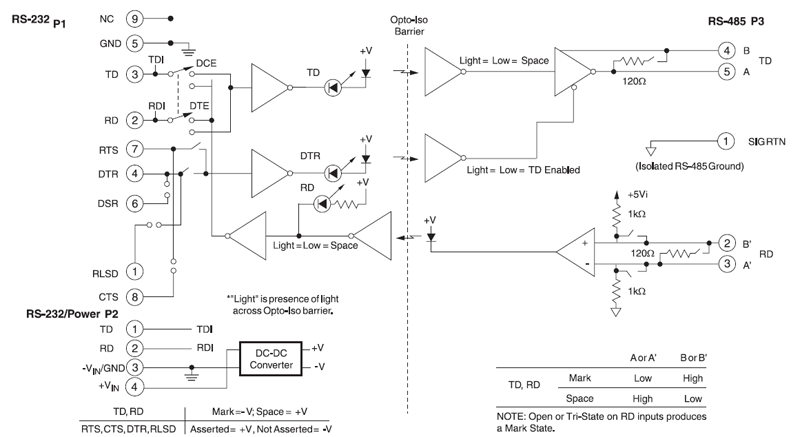 RS-232 P1
Opto-Iso
Barrier
RS-485 P3
NC 9
GND 5
TDI
DCE
TD 3
RDI
DTE
RD 2
TD
+V
Light = Low = Space
4 B
TD
5 A
120Ω
RTS 7
DTR 4
DSR 6
DTR
+V
RD
+V
Light = Low = TD Enabled
1 SIG RTN
(Isolated RS-485 Ground)
Light = Low = Space
+V
+5Vi
1kΩ
+
-
120Ω
2 B'
RD
3 A'
1kΩ
RLSD 1
CTS 8
*"Light" is presence of light
across Opto-Iso barrier.
RS-232/Power P2
TD 1 TDI
RD 2 RDI
-VIN/GND 3
+VIN 4
DC-DC
Converter
+V
-V
TD, RD Mark=-V; Space = +V
RTS, CTS, DTR, RLSD Asserted= +V, Not Asserted= -V
A or A' B or B'
TD, RD Mark Low High
Space High Low
NOTE: Open or Tri-State on RD inputs produces
a Mark State.